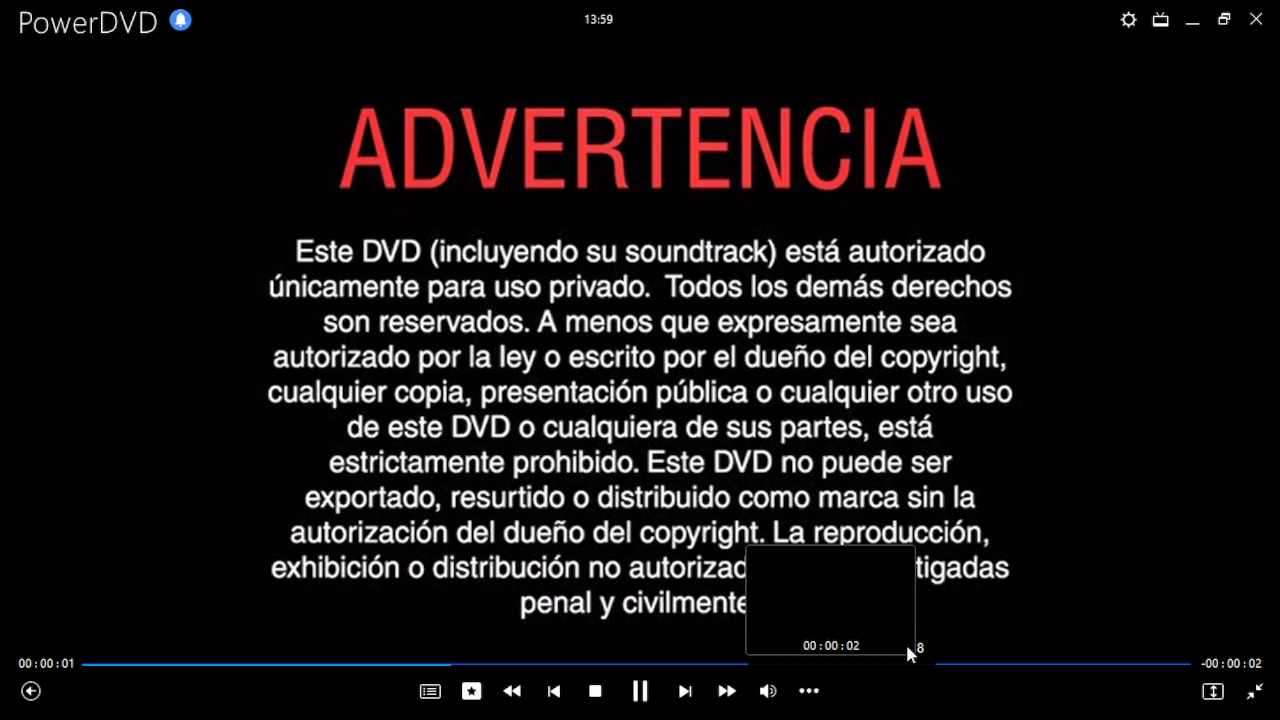 PowerDVD
13:59
ADVERTENCIA
Este DVD (incluyendo su soundtrack) está autorizado
únicamente para uso privado. Todos los demás derechos
son reservados. A menos que expresamente sea
autorizado por la ley o escrito por el dueño del copyright,
cualquier copia, presentación pública o cualquier otro uso
de este DVD o cualquiera de sus partes, está
estrictamente prohibido. Este DVD no puede ser
exportado, resurtido o distribuido como marca sin la
autorización del dueño del copyright. La reproducción,
exhibición o distribución no autorizad tigadas
penal y civilmente
00:00:02
8
00:00:01
-00:00:02